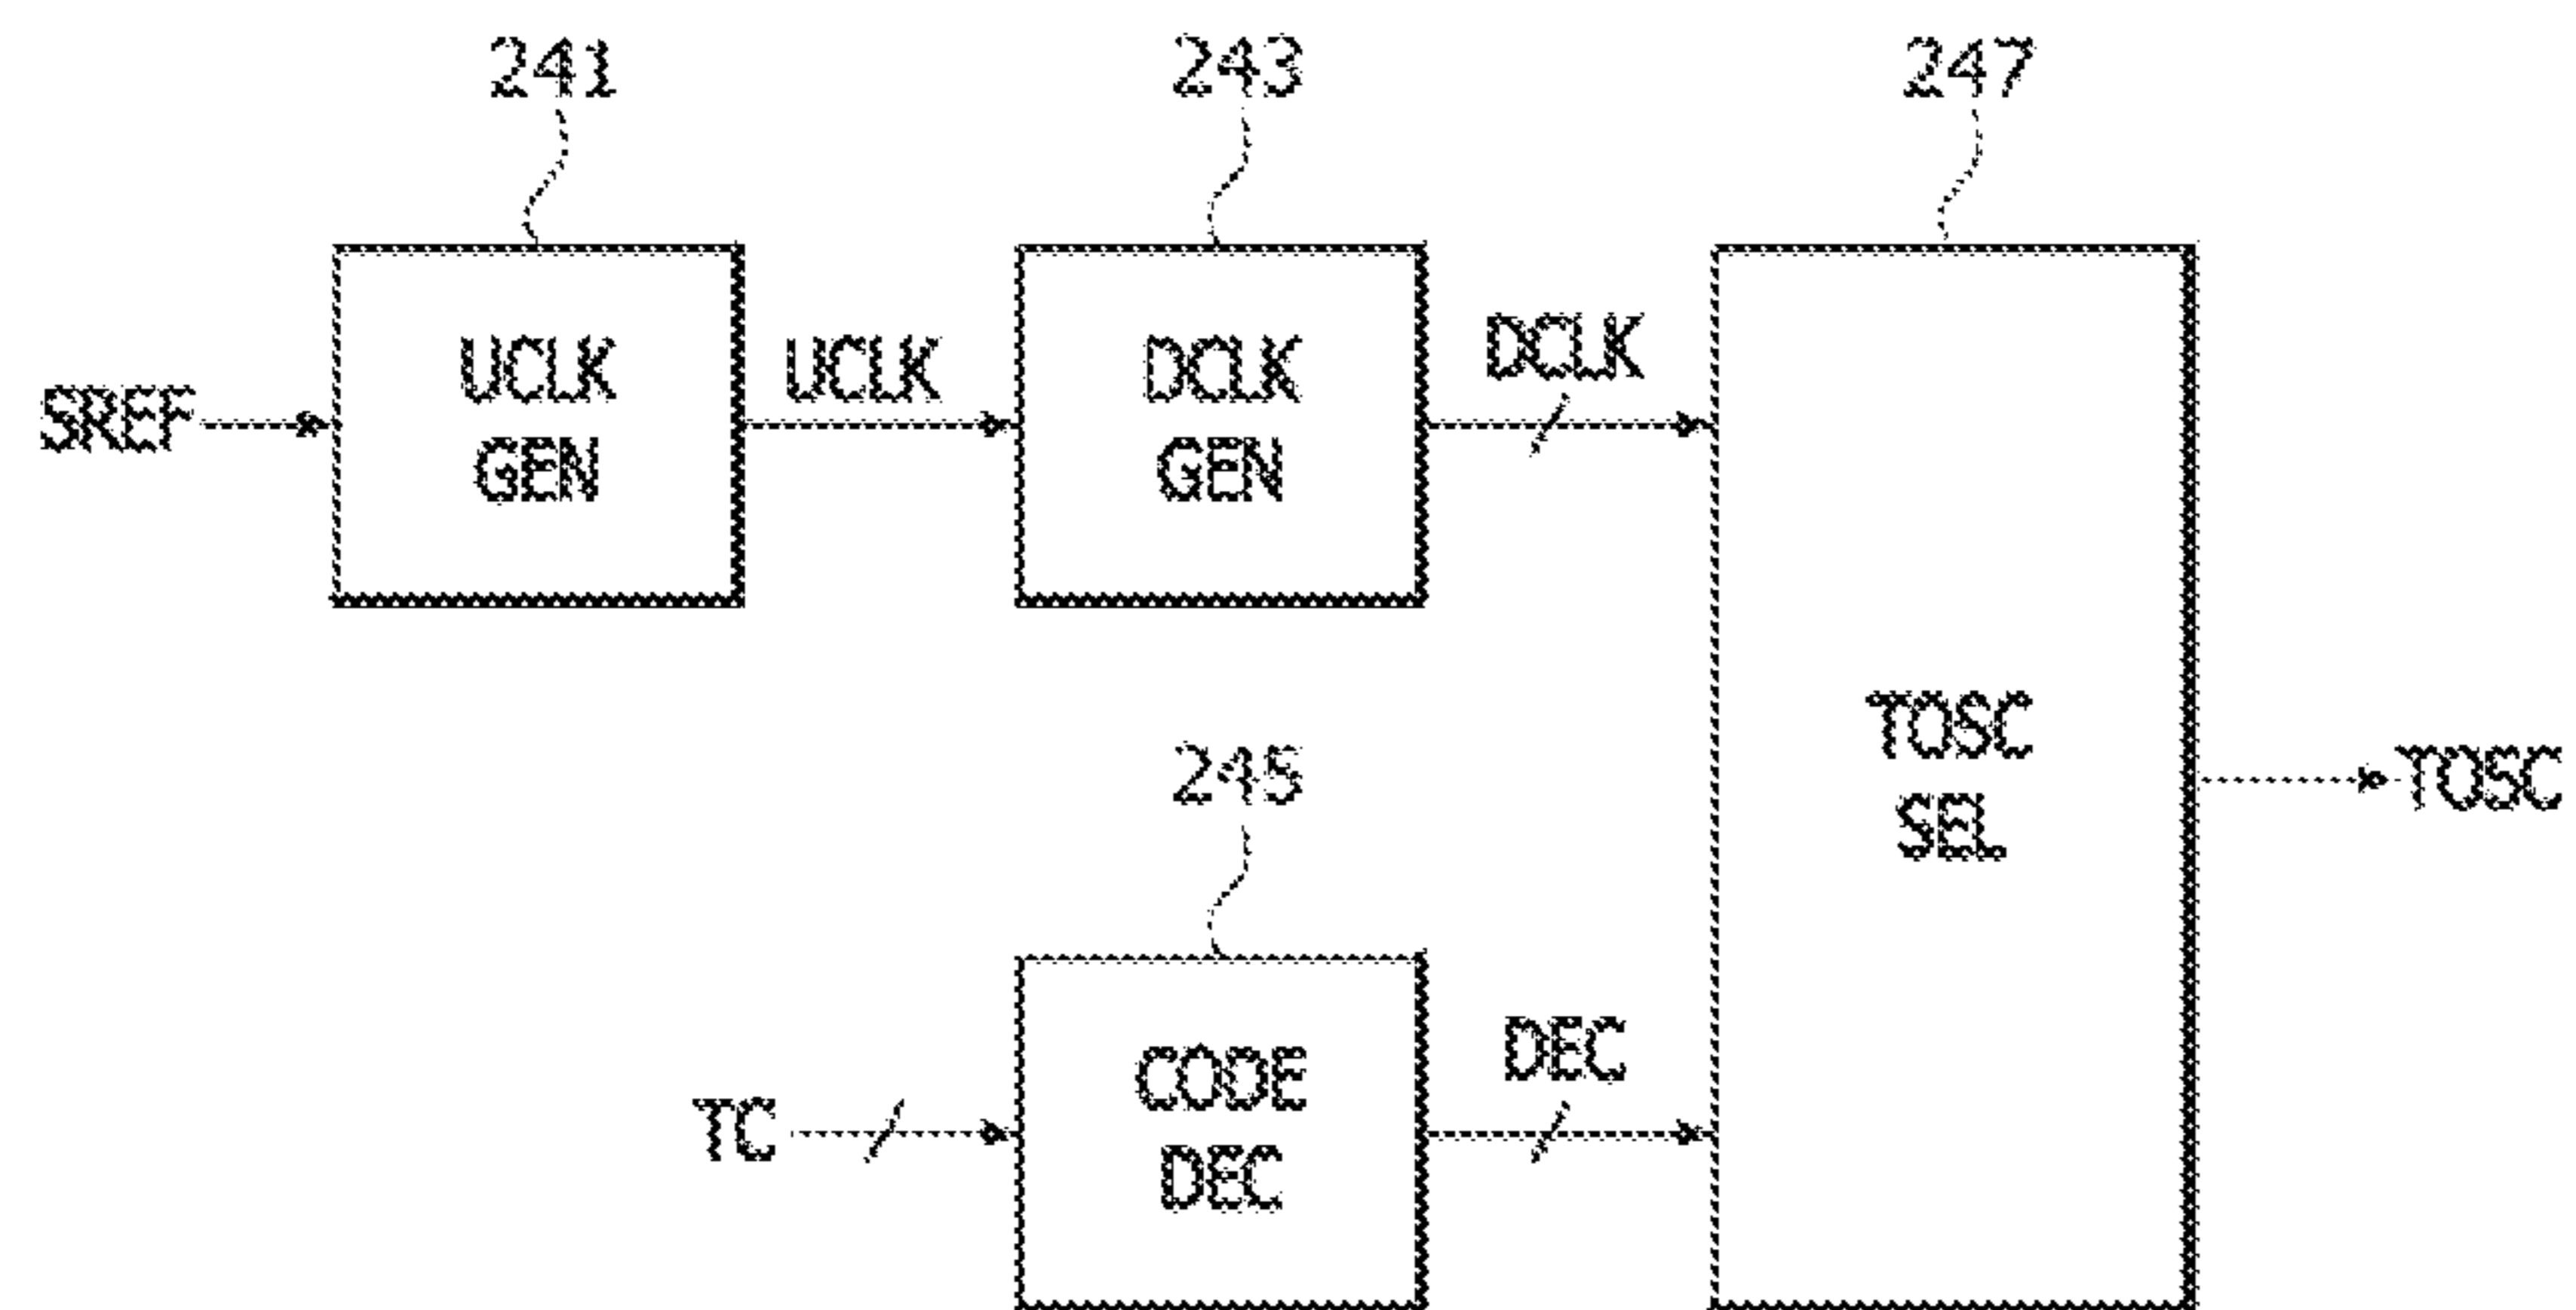 241
243
247
SREF
UCLK
GEN
UCLK
DCLK
GEN
DCLK
TOSC
SEL
TOSC
245
TC
CODE
DEC
DEC